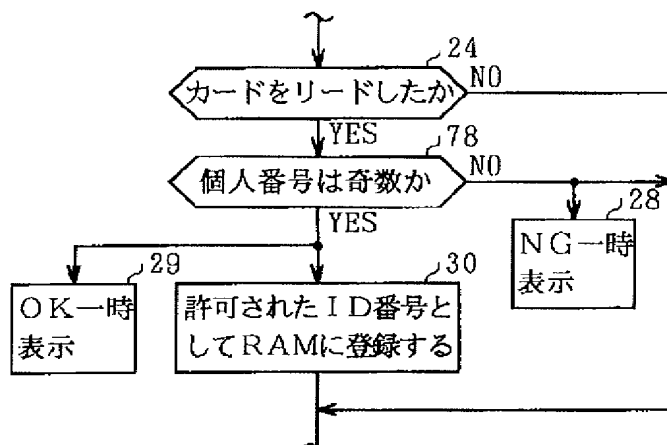 24
カードをリードしたか
NO
YES
78
個人番号は奇数か
NO
YES
28
NG一時
表示
29
OK一時
表示
30
許可されたID番号と
してRAMに登録する